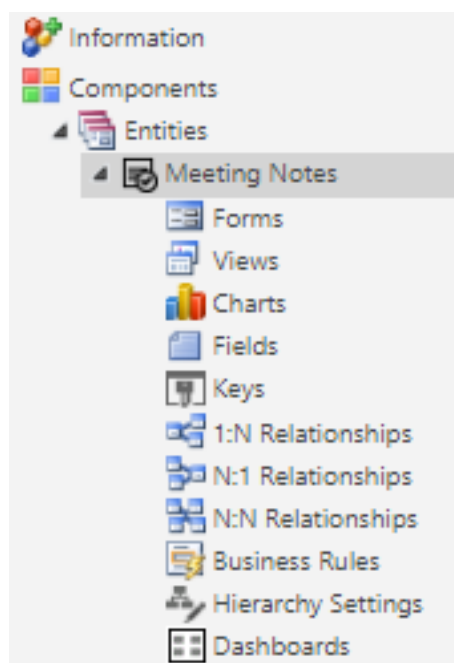 Information
Components
Entities
Meeting Notes
Forms
Views
Charts
Fields
Keys
1:N Relationships
N:1 Relationships
N:N Relationships
Business Rules
Hierarchy Settings
Dashboards